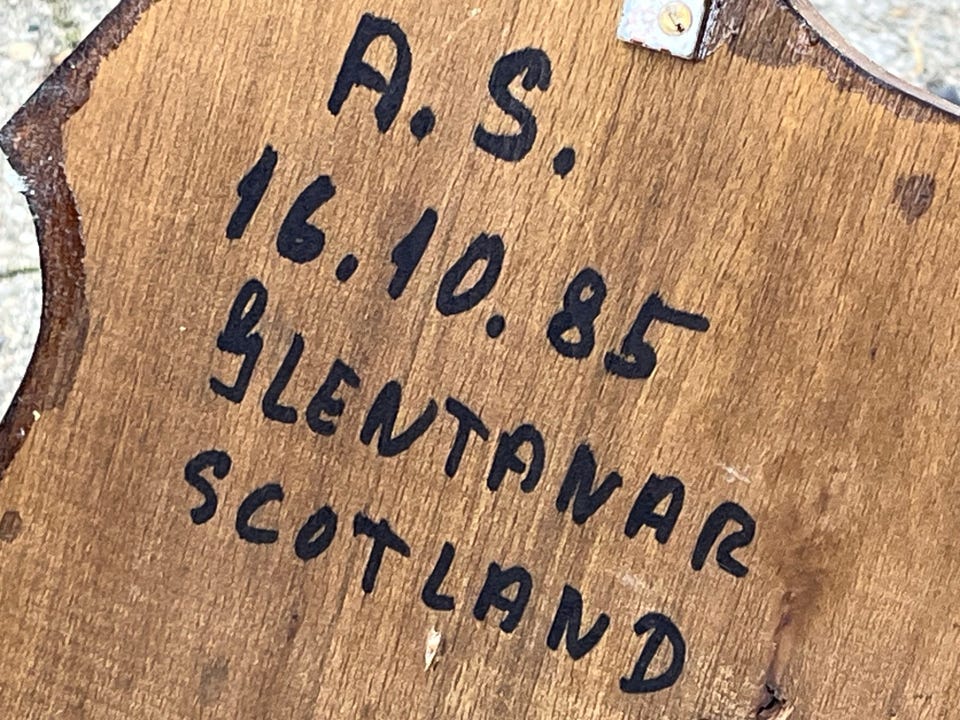 A.S.
16.10.85
GLENTANAR
SCOTLAND